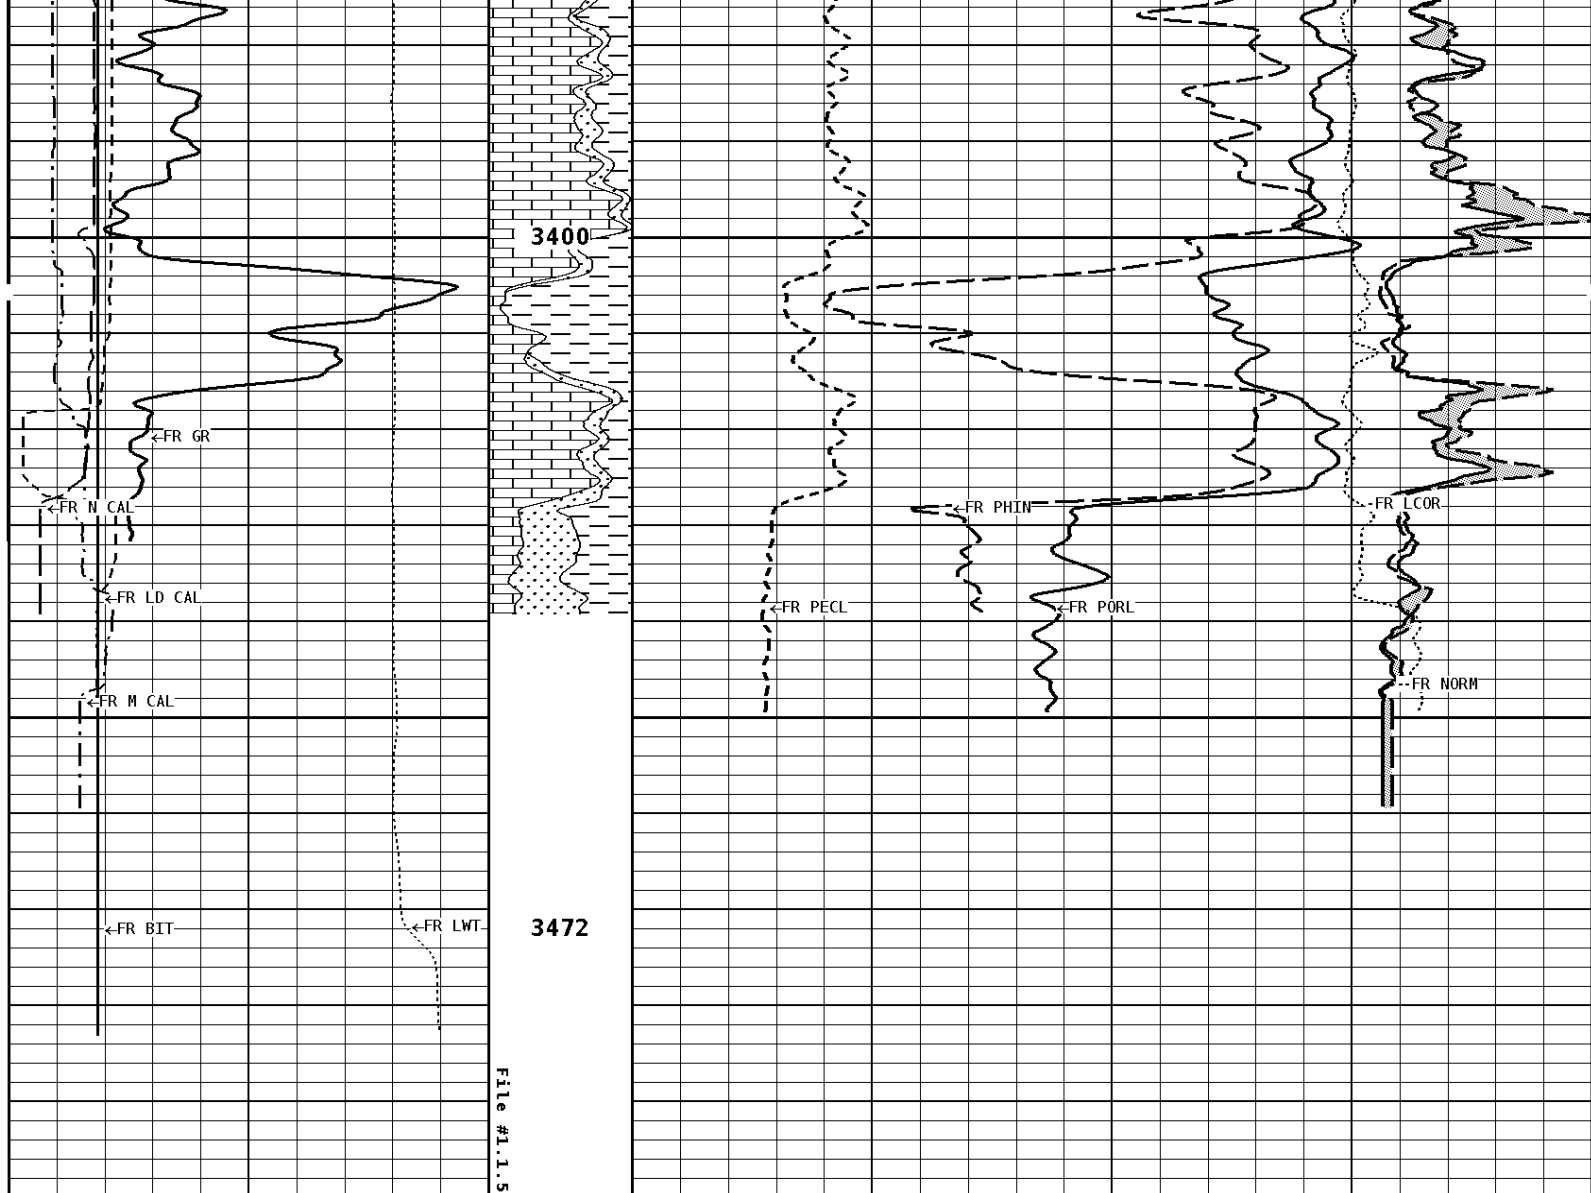 3400
←FR GR
←FR N CAL
←FR PHIN
FR LCOR
←FR LD CAL
←FR PECL
←FR PORL
--FR NORM
←FR M CAL
←FR BIT
←FR LWT
3472
File #1.1.5